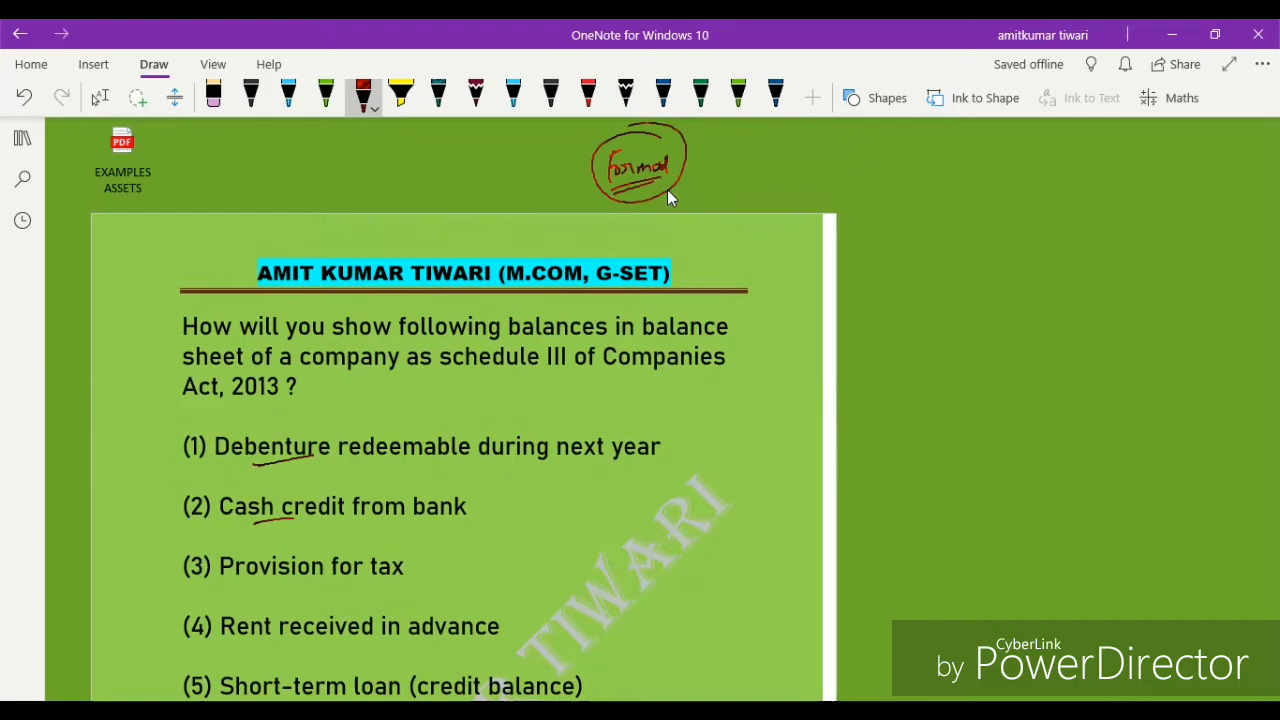 OneNote for Windows 10
amitkumar tiwari
Home Insert Draw View Help
Saved offline
Share
Shapes
Ink to Shape
Ink to Text
Maths
PDF
EXAMPLES
ASSETS
AMIT KUMAR TIWARI (M.COM, G-SET)
How will you show following balances in balance
sheet of a company as schedule III of Companies
Act, 2013 ?
(1) Debenture redeemable during next year
(2) Cash credit from bank
(3) Provision for tax
(4) Rent received in advance
(5) Short-term loan (credit balance)
TIWARI
CyberLink
by PowerDirector